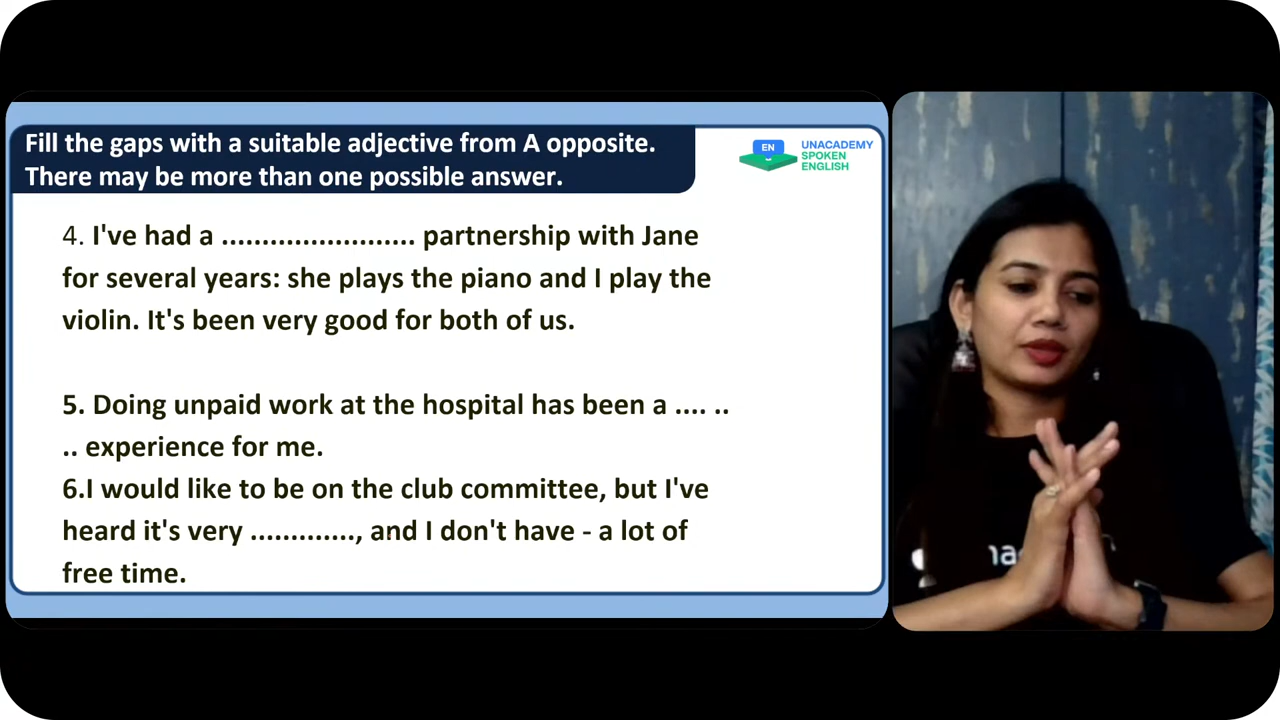 Fill the gaps with a suitable adjective from A opposite.
There may be more than one possible answer.
EN
UNACADEMY
SPOKEN
ENGLISH
4. I've had a ........................ partnership with Jane
for several years: she plays the piano and I play the
violin. It's been very good for both of us.
5. Doing unpaid work at the hospital has been a .... ..
.. experience for me.
6.I would like to be on the club committee, but I've
heard it's very ............., and I don't have - a lot of
free time.